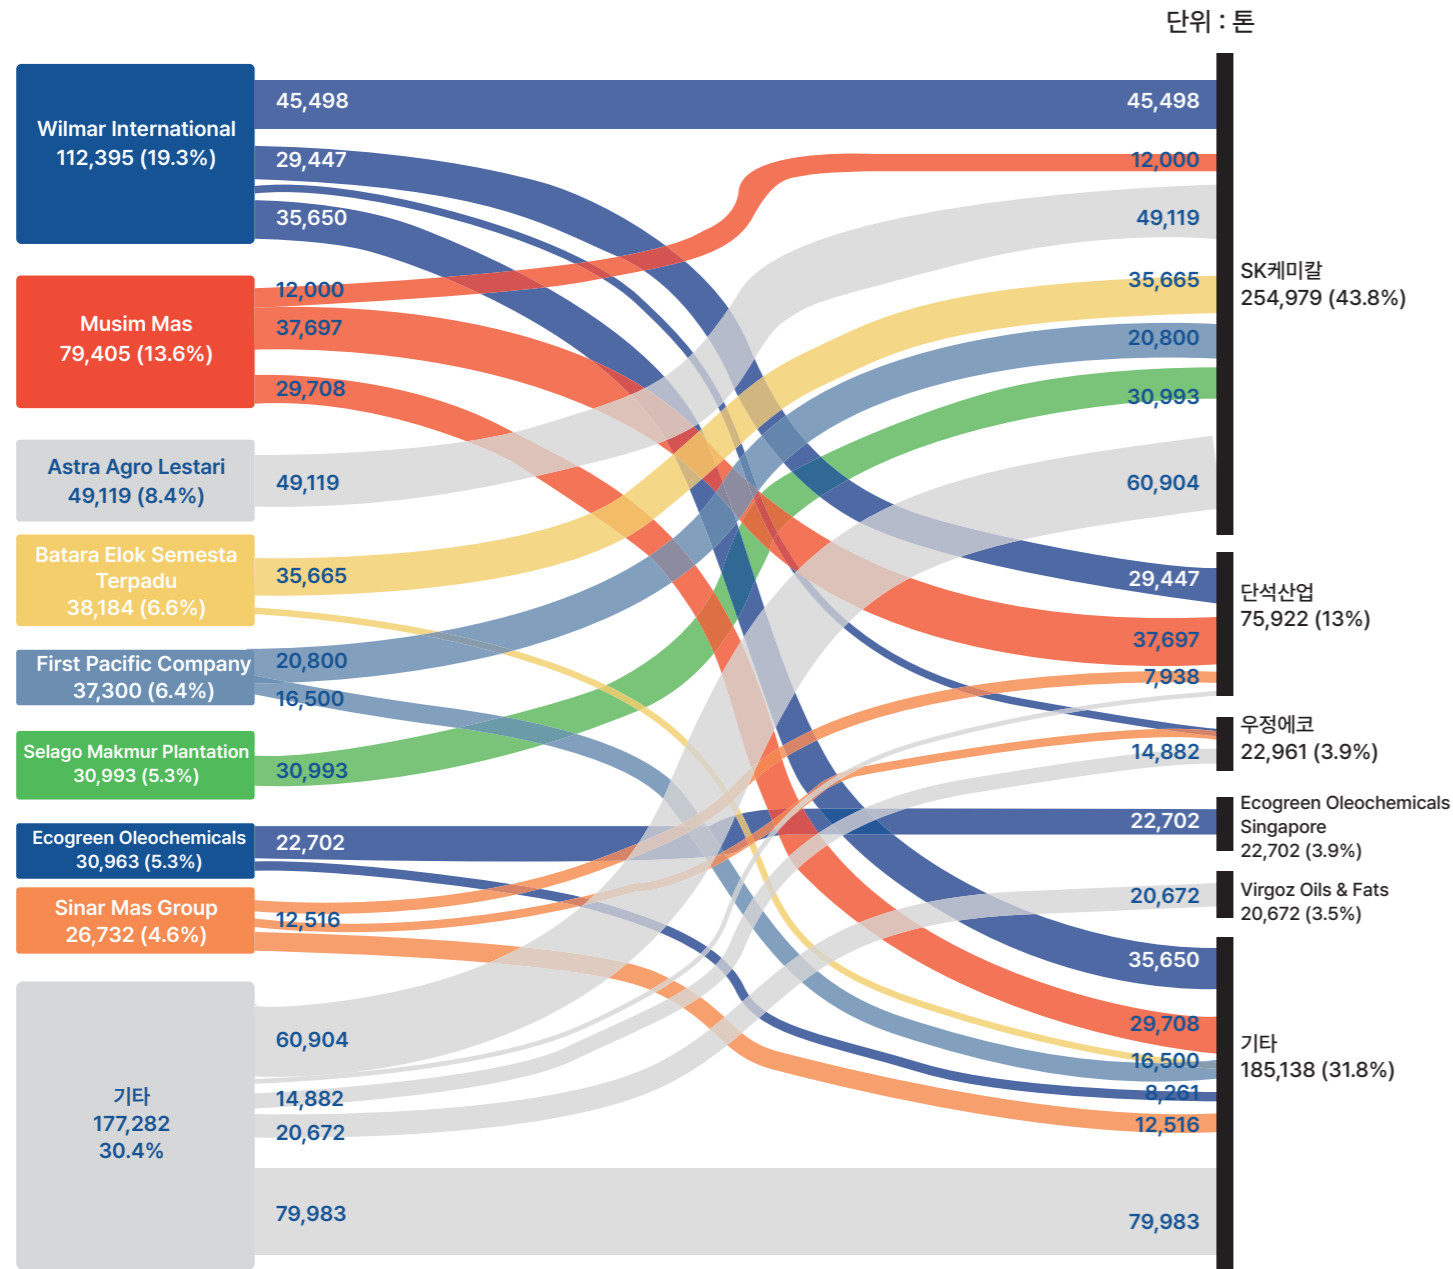 단위 : 톤
Wilmar International
112,395 (19.3%)
Musim Mas
79,405 (13.6%)
Astra Agro Lestari
49,119 (8.4%)
Batara Elok Semesta
Terpadu
38,184 (6.6%)
First Pacific Company
37,300 (6.4%)
Selago Makmur Plantation
30,993 (5.3%)
Ecogreen Oleochemicals
30,963 (5.3%)
Sinar Mas Group
26,732 (4.6%)
기타
177,282
30.4%
45,498
29,447
35,650
12,000
37,697
29,708
49,119
35,665
20,800
16,500
30,993
22,702
12,516
60,904
14,882
20,672
79,983
45,498
12,000
49,119
35,665
20,800
30,993
60,904
29,447
37,697
7,938
14,882
22,702
20,672
35,650
29,708
16,500
8,261
12,516
79,983
SK케미칼
254,979 (43.8%)
단석산업
75,922 (13%)
우정에코
22,961 (3.9%)
Ecogreen Oleochemicals
Singapore
22,702 (3.9%)
Virgoz Oils & Fats
20,672 (3.5%)
기타
185,138 (31.8%)